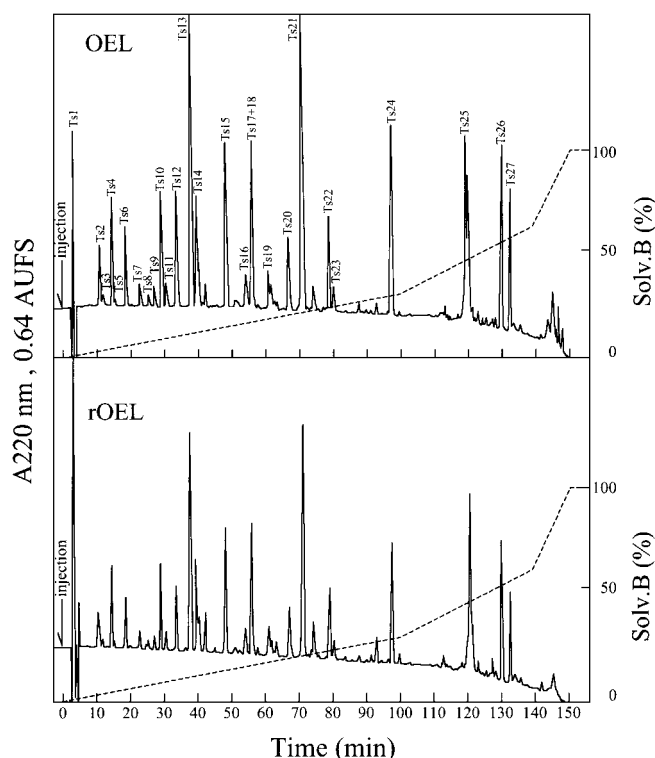 OEL
Ts1
Ts2
Ts3
Ts4
Ts5
Ts6
Ts7
Ts8
Ts9
Ts10
Ts11
Ts12
Ts13
Ts14
Ts15
Ts16
Ts17+18
Ts19
Ts20
Ts21
Ts22
Ts23
Ts24
Ts25
Ts26
Ts27
injection
100
50
0
Solv.B (%)
A220 nm , 0.64 AUFS
rOEL
injection
100
50
0
Solv.B (%)
0 10 20 30 40 50 60 70 80 90 100 110 120 130 140 150
Time (min)